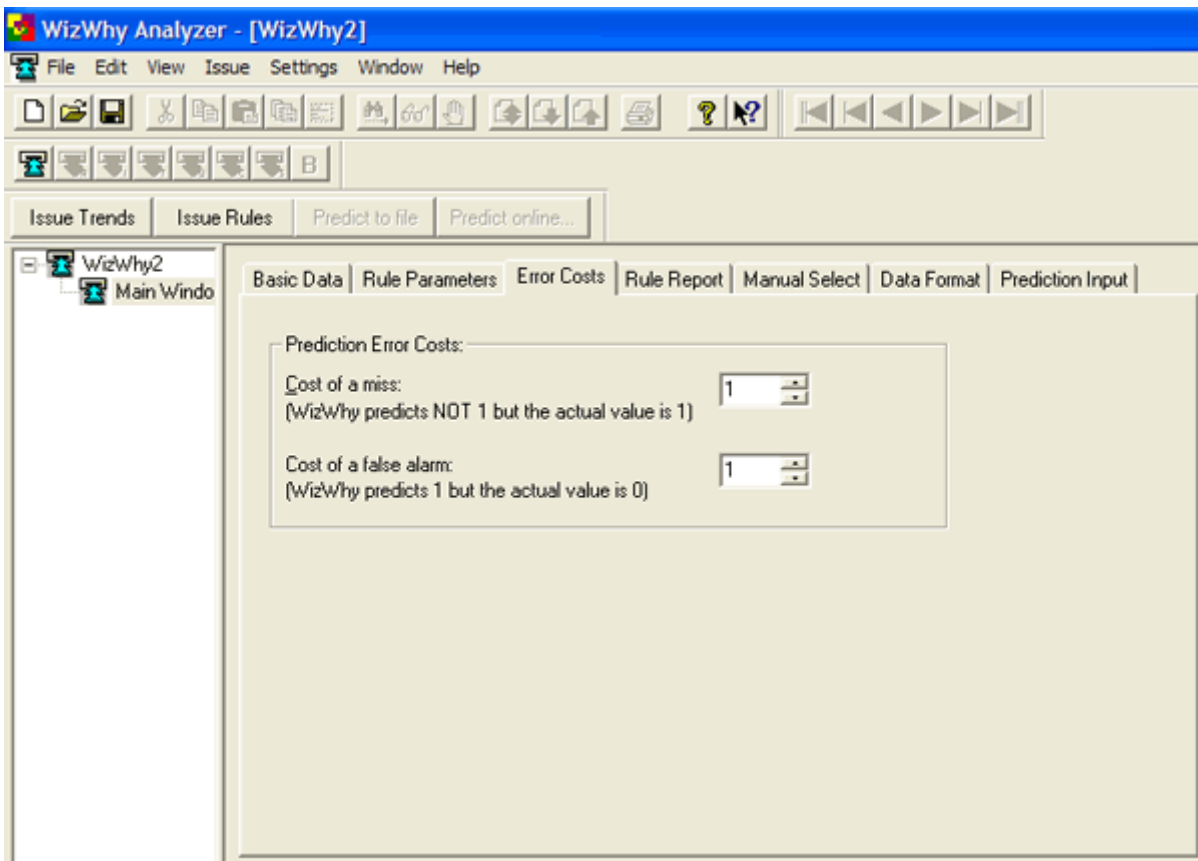 WizWhy Analyzer - [WizWhy2]
File Edit View Issue Settings Window Help
B
Issue Trends Issue Rules Predict to file Predict online...
WizWhy2
Main Windo
Basic Data Rule Parameters Error Costs Rule Report Manual Select Data Format Prediction Input
Prediction Error Costs:
Cost of a miss: 1
(WizWhy predicts NOT 1 but the actual value is 1)
Cost of a false alarm: 1
(WizWhy predicts 1 but the actual value is 0)